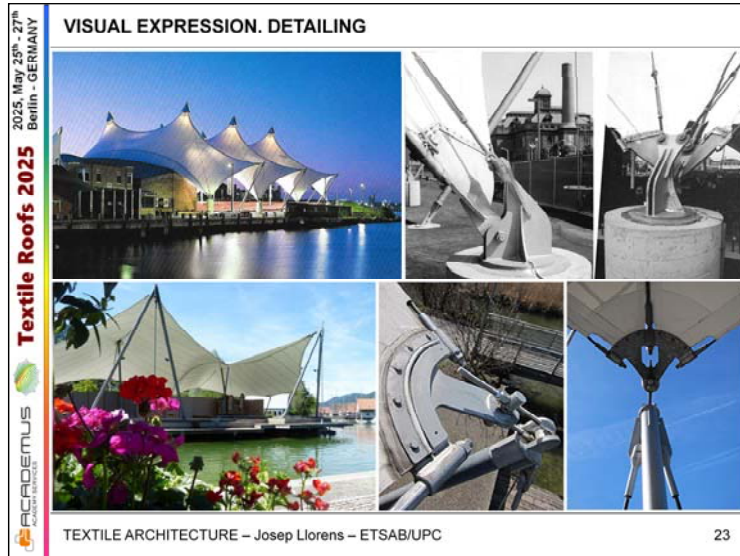 VISUAL EXPRESSION. DETAILING
2025, May 25th - 27th
Berlin - GERMANY
Textile Roofs 2025
ACADEMUS
ACADEMY SERVICES
TEXTILE ARCHITECTURE – Josep Llorens – ETSAB/UPC
23